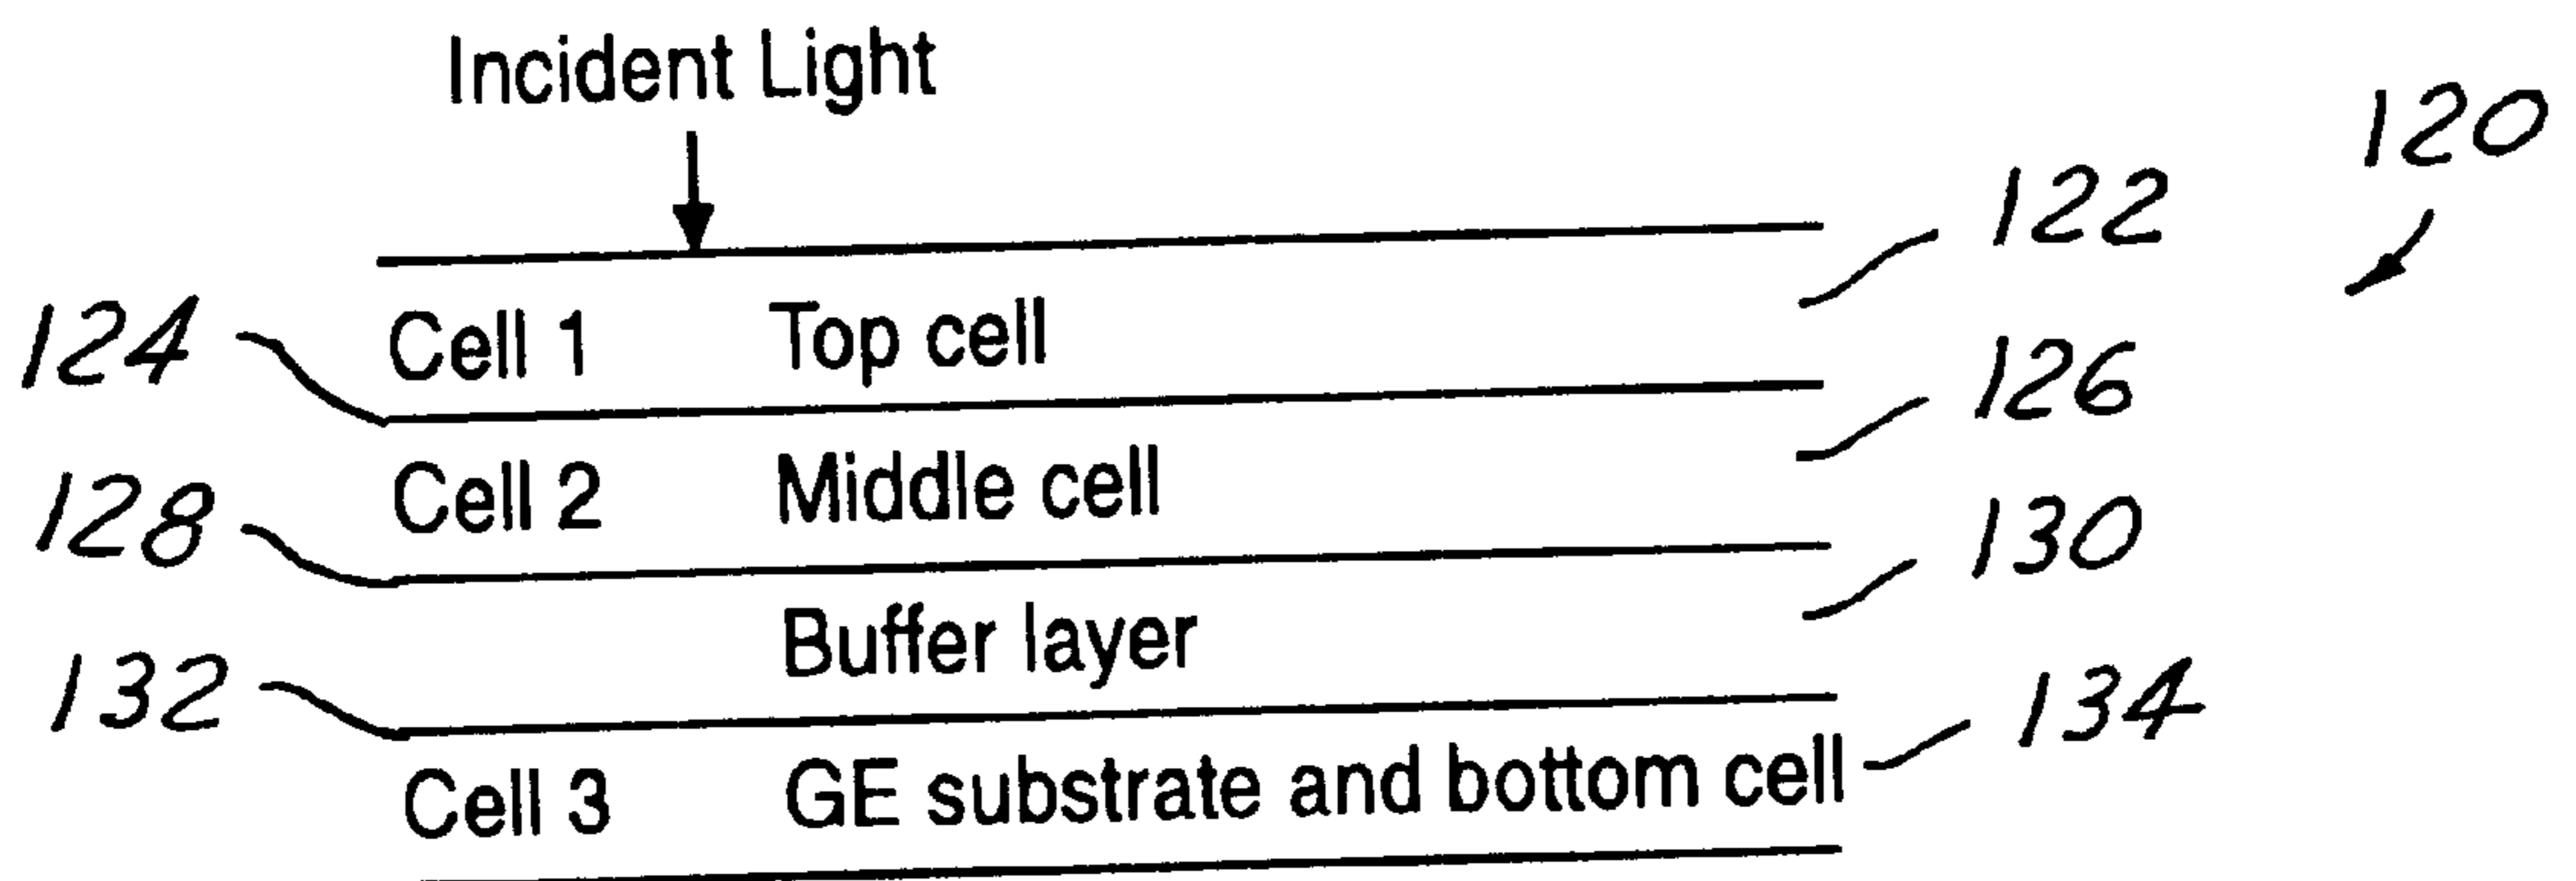 Incident Light
120
122
Cell 1 Top cell
124
126
Cell 2 Middle cell
128
130
Buffer layer
132
134
Cell 3 GE substrate and bottom cell